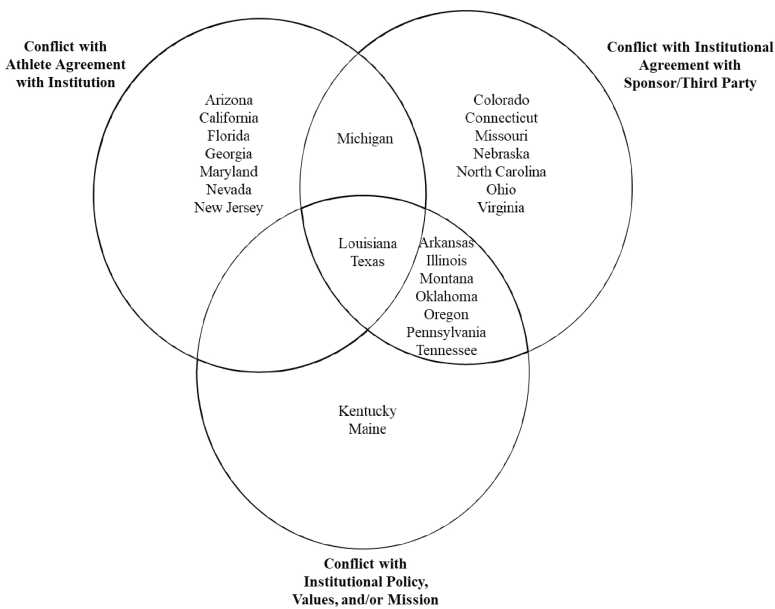 Conflict with
Athlete Agreement
with Institution
Conflict with Institutional
Agreement with
Sponsor/Third Party
Arizona
California
Florida
Georgia
Maryland
Nevada
New Jersey
Michigan
Colorado
Connecticut
Missouri
Nebraska
North Carolina
Ohio
Virginia
Louisiana
Texas
Arkansas
Illinois
Montana
Oklahoma
Oregon
Pennsylvania
Tennessee
Kentucky
Maine
Conflict with
Institutional Policy,
Values, and/or Mission